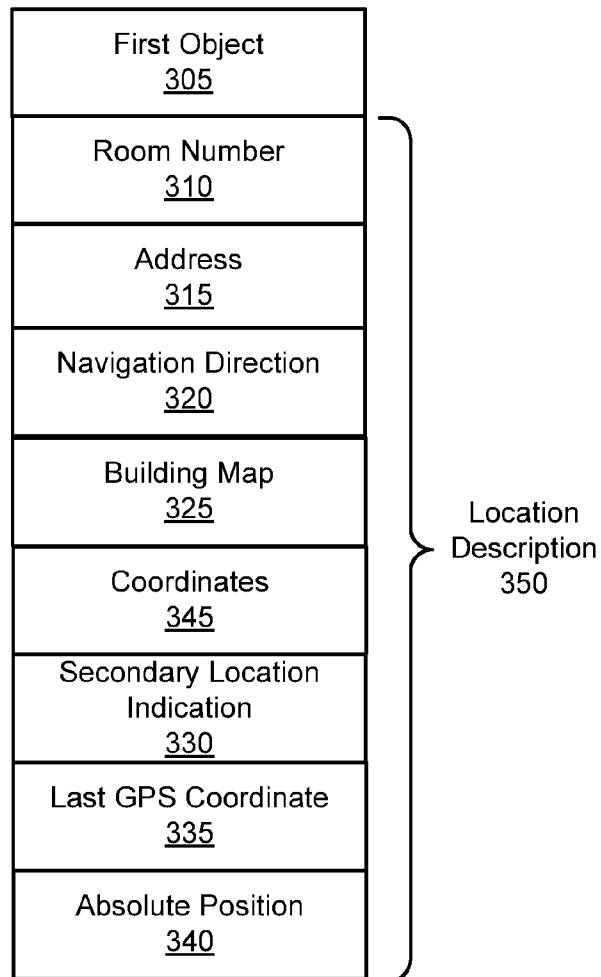 First Object
305
Room Number
310
Address
315
Navigation Direction
320
Building Map
325
Coordinates
345
Secondary Location
Indication
330
Last GPS Coordinate
335
Absolute Position
340
Location
Description
350